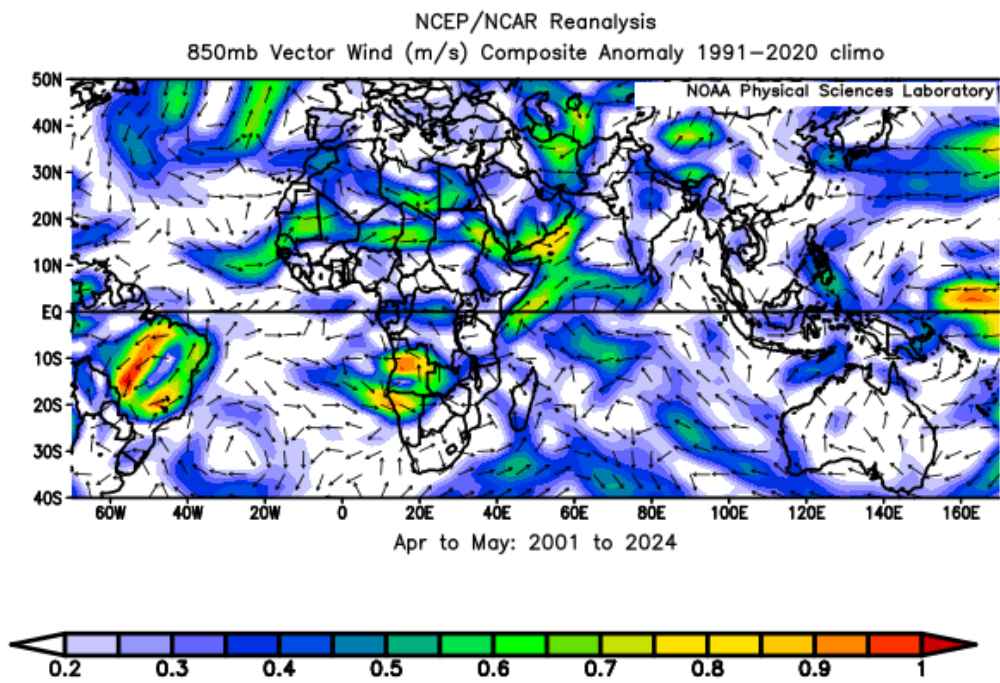 NCEP/NCAR Reanalysis
850mb Vector Wind (m/s) Composite Anomaly 1991−2020 climo
NOAA Physical Sciences Laboratory
50N
40N
30N
20N
10N
EQ
10S
20S
30S
40S
60W 40W 20W 0 20E 40E 60E 80E 100E 120E 140E 160E
Apr to May: 2001 to 2024
0.2 0.3 0.4 0.5 0.6 0.7 0.8 0.9 1